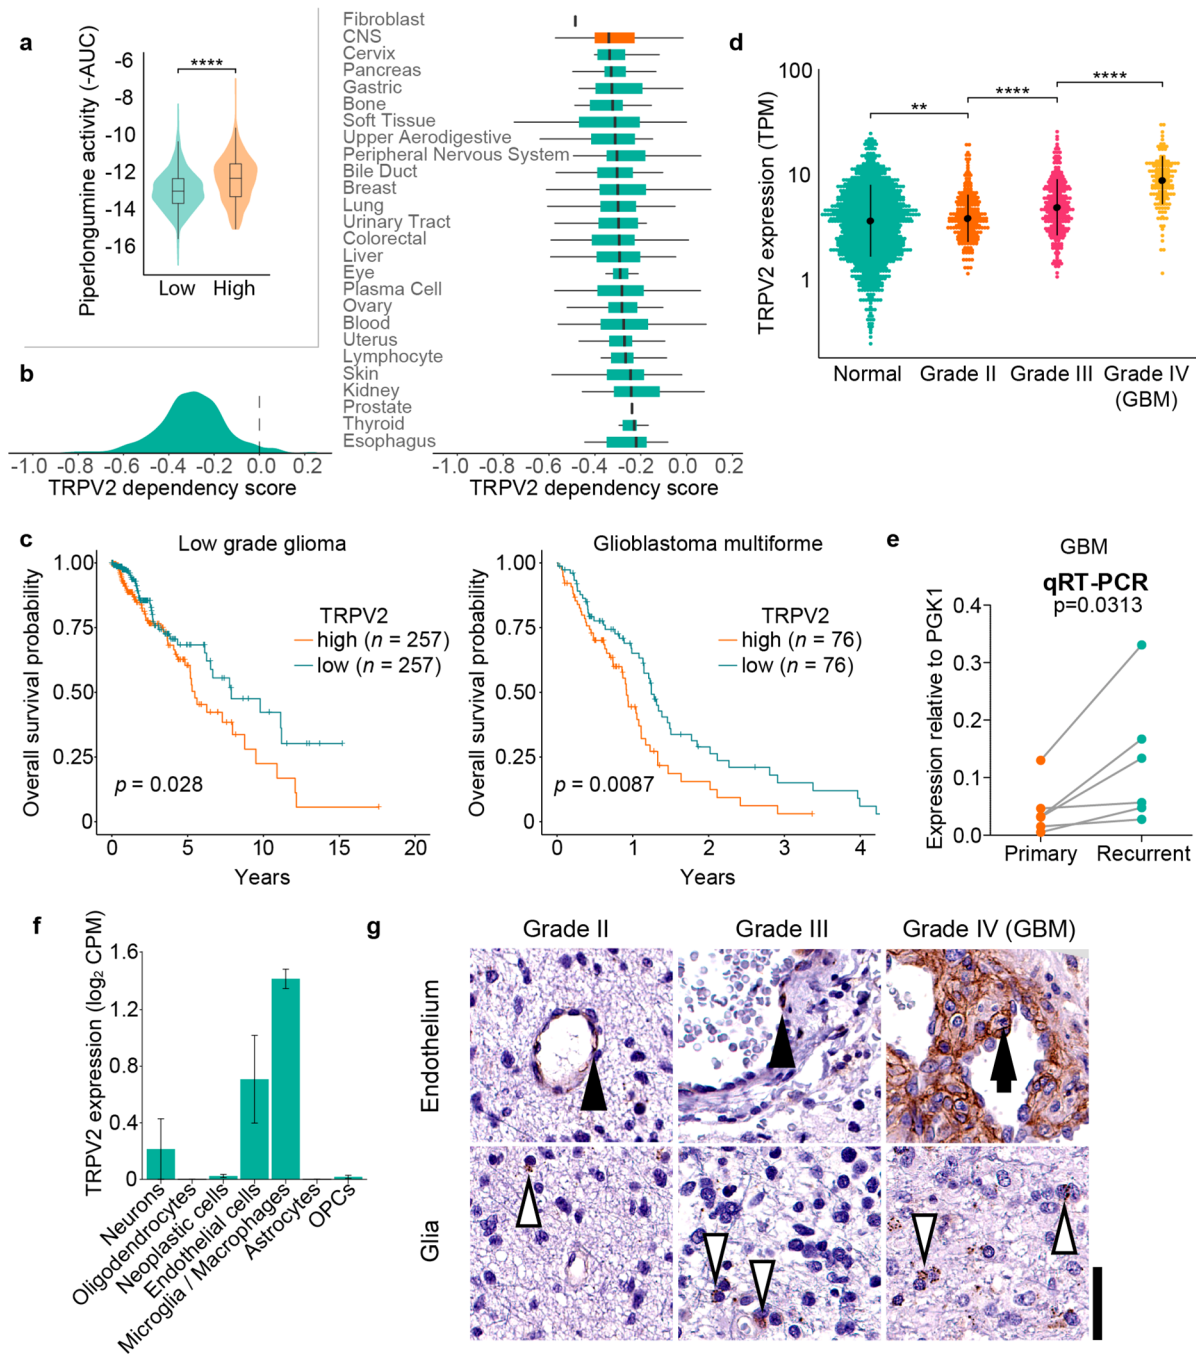 a
Piperlongumine activity (-AUC)
-6
-8
-10
-12
-14
-16
****
Low
High
b
-1.0
-0.8
-0.6
-0.4
-0.2
0.0
0.2
TRPV2 dependency score
Fibroblast
CNS
Cervix
Pancreas
Gastric
Bone
Soft Tissue
Upper Aerodigestive
Peripheral Nervous System
Bile Duct
Breast
Lung
Urinary Tract
Colorectal
Liver
Eye
Plasma Cell
Ovary
Blood
Uterus
Lymphocyte
Skin
Kidney
Prostate
Thyroid
Esophagus
-1.0
-0.8
-0.6
-0.4
-0.2
0.0
0.2
TRPV2 dependency score
d
TRPV2 expression (TPM)
100
10
1
**
****
****
Normal
Grade II
Grade III
Grade IV
(GBM)
c
Low grade glioma
Overall survival probability
1.00
0.75
0.50
0.25
0
TRPV2
high (n = 257)
low (n = 257)
p = 0.028
0
5
10
15
20
Years
Glioblastoma multiforme
Overall survival probability
1.00
0.75
0.50
0.25
0
TRPV2
high (n = 76)
low (n = 76)
p = 0.0087
0
1
2
3
4
Years
e
GBM
qRT-PCR
p=0.0313
Expression relative to PGK1
0.4
0.3
0.2
0.1
0.0
Primary
Recurrent
f
TRPV2 expression (log₂ CPM)
1.6
1.2
0.8
0.4
0
Neurons
Oligodendrocytes
Neoplastic cells
Endothelial cells
Microglia / Macrophages
Astrocytes
OPCs
g
Grade II
Grade III
Grade IV (GBM)
Endothelium
Glia